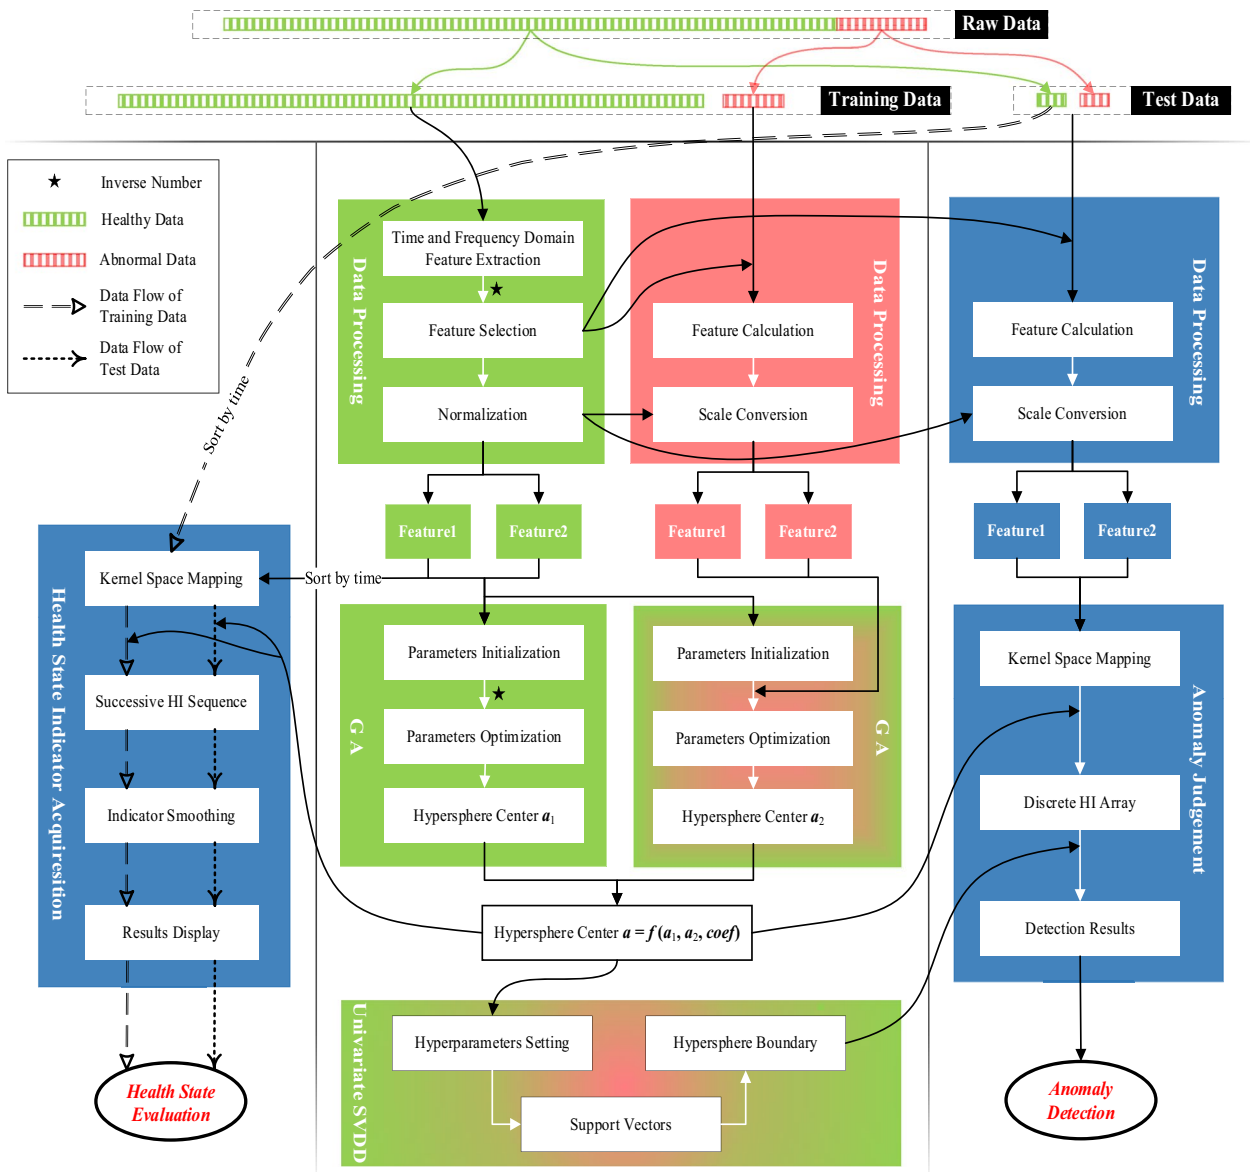 Raw Data
Training Data
Test Data
Inverse Number
Healthy Data
Abnormal Data
Data Flow of
Training Data
Data Flow of
Test Data
Sort by time
Data Processing
Time and Frequency Domain
Feature Extraction
Feature Selection
Normalization
Feature1
Feature2
Data Processing
Feature Calculation
Scale Conversion
Feature1
Feature2
Data Processing
Feature Calculation
Scale Conversion
Feature1
Feature2
Sort by time
Health State Indicator Acquiresition
Kernel Space Mapping
Successive HI Sequence
Indicator Smoothing
Results Display
Health State
Evaluation
G A
Parameters Initialization
Parameters Optimization
Hypersphere Center a1
G A
Parameters Initialization
Parameters Optimization
Hypersphere Center a2
Hypersphere Center a = f (a1, a2, coef)
Univariate SVDD
Hyperparameters Setting
Hypersphere Boundary
Support Vectors
Anomaly Judgement
Kernel Space Mapping
Discrete HI Array
Detection Results
Anomaly
Detection